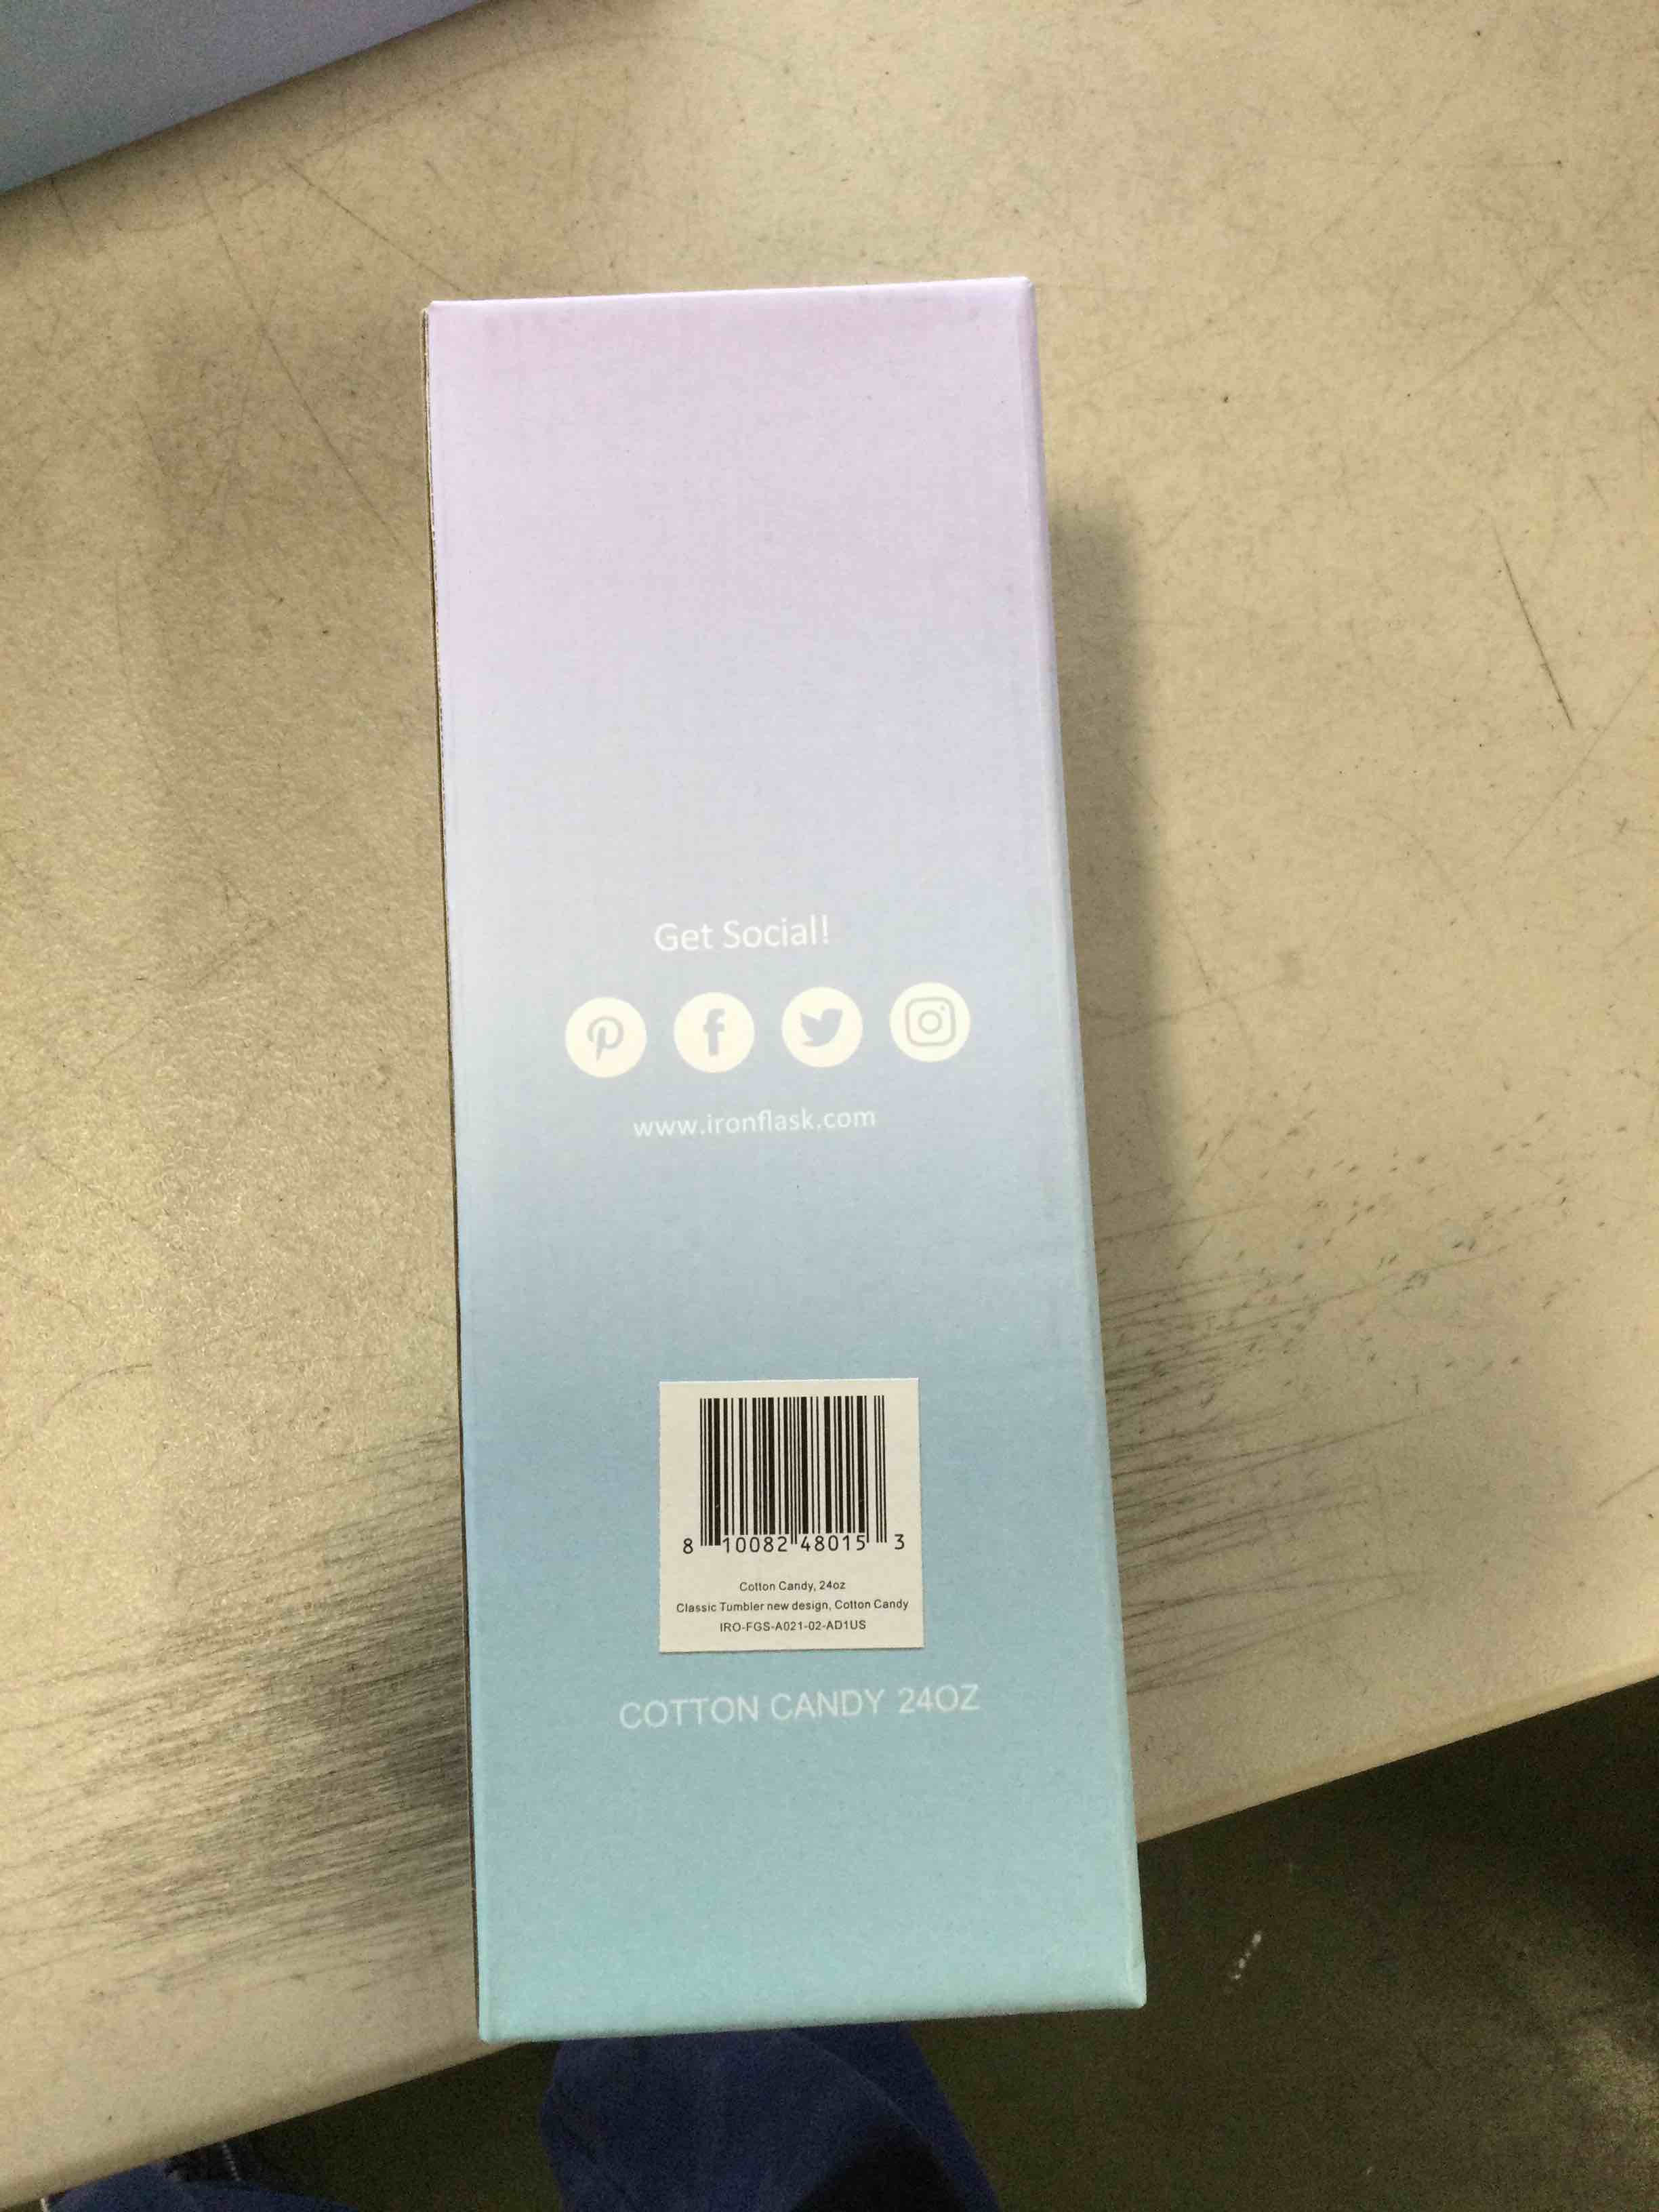 Get Social!
www.ironflask.com
8 10082 48015 3
Cotton Candy, 24oz
Classic Tumbler new design, Cotton Candy
IRO-FGS-A021-02-AD1US
COTTON CANDY 24OZ